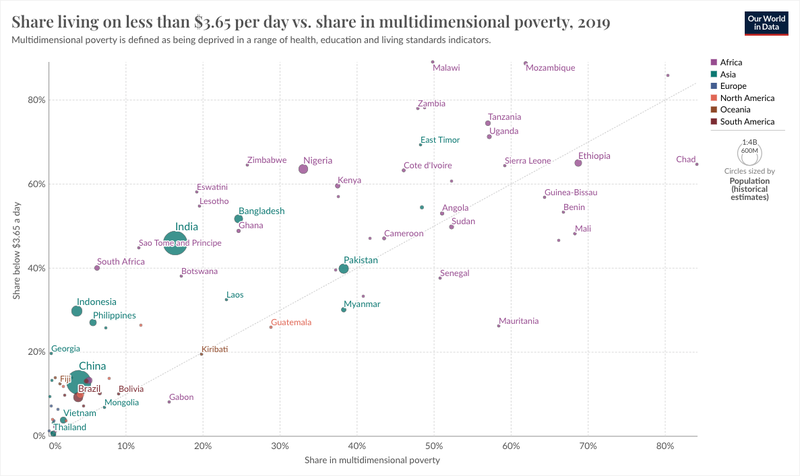 Share living on less than $3.65 per day vs. share in multidimensional poverty, 2019
Multidimensional poverty is defined as being deprived in a range of health, education and living standards indicators.
Our World
in Data
Africa
Asia
Europe
North America
Oceania
South America
1:4B
600M
Circles sized by
Population
(historical
estimates)
Share below $3.65 a day
80%
60%
40%
20%
0%
Malawi
Mozambique
Zambia
Tanzania
Uganda
East Timor
Zimbabwe
Nigeria
Cote d'Ivoire
Sierra Leone
Ethiopia
Chad
Kenya
Eswatini
Lesotho
Guinea-Bissau
Bangladesh
Angola
Benin
India
Ghana
Sudan
Mali
Sao Tome and Principe
Cameroon
South Africa
Botswana
Pakistan
Senegal
Indonesia
Laos
Philippines
Myanmar
Guatemala
Mauritania
Georgia
Kiribati
China
Fiji
Brazil
Bolivia
Mongolia
Gabon
Vietnam
Thailand
0%
10%
20%
30%
40%
50%
60%
70%
80%
Share in multidimensional poverty